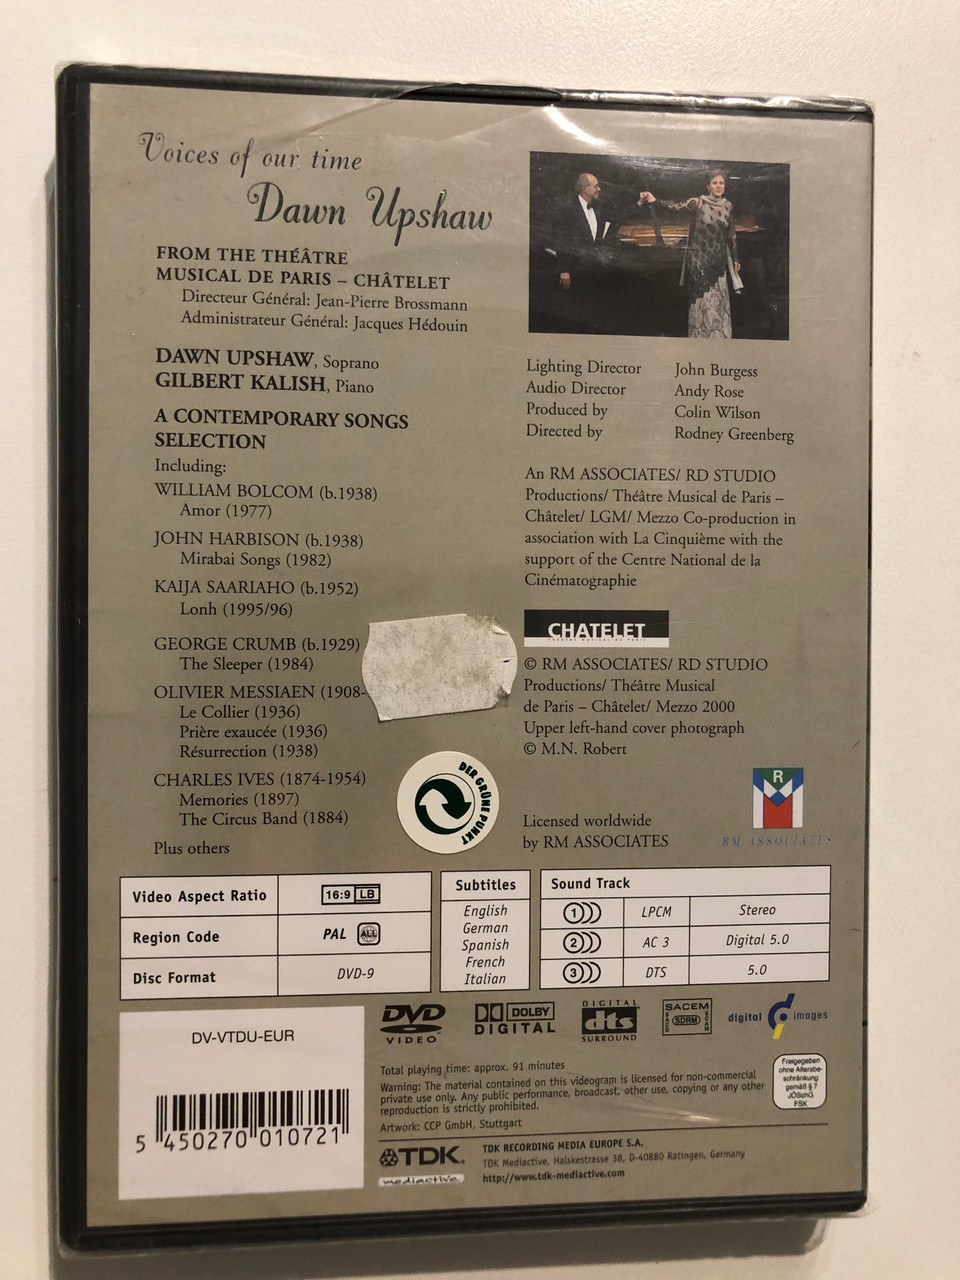 Voices of our time
Dawn Upshaw
FROM THE THÉÂTRE
MUSICAL DE PARIS – CHÂTELET
Directeur Général: Jean-Pierre Brossmann
Administrateur Général: Jacques Hédouin
DAWN UPSHAW, Soprano
GILBERT KALISH, Piano
A CONTEMPORARY SONGS
SELECTION
Including:
WILLIAM BOLCOM (b.1938)
Amor (1977)
JOHN HARBISON (b.1938)
Mirabai Songs (1982)
KAIJA SAARIAHO (b.1952)
Lonh (1995/96)
GEORGE CRUMB (b.1929)
The Sleeper (1984)
OLIVIER MESSIAEN (1908-
Le Collier (1936)
Prière exaucée (1936)
Résurrection (1938)
CHARLES IVES (1874-1954)
Memories (1897)
The Circus Band (1884)
Plus others
Lighting Director John Burgess
Audio Director Andy Rose
Produced by Colin Wilson
Directed by Rodney Greenberg
An RM ASSOCIATES/ RD STUDIO
Productions/ Théâtre Musical de Paris –
Châtelet/ LGM/ Mezzo Co-production in
association with La Cinquième with the
support of the Centre National de la
Cinématographie
CHATELET
THEATRE MUSICAL DE PARIS
© RM ASSOCIATES/ RD STUDIO
Productions/ Théâtre Musical
de Paris – Châtelet/ Mezzo 2000
Upper left-hand cover photograph
© M.N. Robert
DER GRÜNE PUNKT
Licensed worldwide
by RM ASSOCIATES
R
RM ASSOCIATES
Video Aspect Ratio 16:9 LB
Region Code PAL ALL
Disc Format DVD-9
Subtitles
English
German
Spanish
French
Italian
Sound Track
1 LPCM Stereo
2 AC 3 Digital 5.0
3 DTS 5.0
DV-VTDU-EUR
5 450270 010721
DVD
VIDEO™
DOLBY
DIGITAL
DIGITAL
dts
SURROUND
SACEM
SACD SDRM SCAM
digital images
Total playing time: approx. 91 minutes
Warning: The material contained on this videogram is licensed for non-commercial
private use only. Any public performance, broadcast, other use, copying or any other
reproduction is strictly prohibited.
Artwork: CCP GmbH, Stuttgart
Freigegeben
ohne Altersbe-
schränkung
gemäß § 7
JÖSchG
FSK
TDK.
mediactive
TDK RECORDING MEDIA EUROPE S.A.
TDK Mediactive, Halskestrasse 38, D-40880 Ratingen, Germany
http://www.tdk-mediactive.com